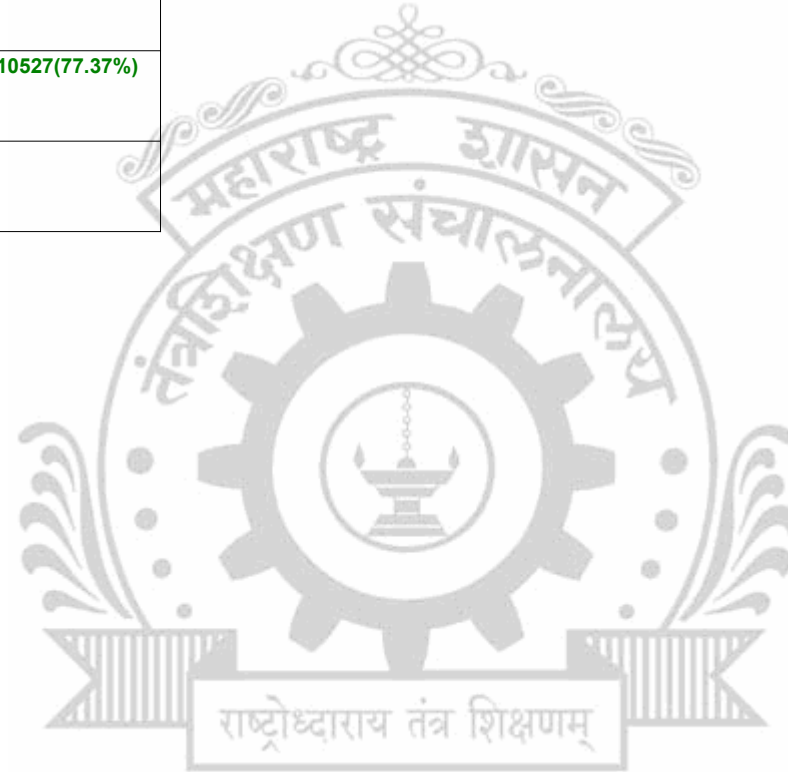 10527(77.37%)
महाराष्ट्र शासन
तंत्रशिक्षण संचालनालय
राष्ट्रोध्दाराय तंत्र शिक्षणम्